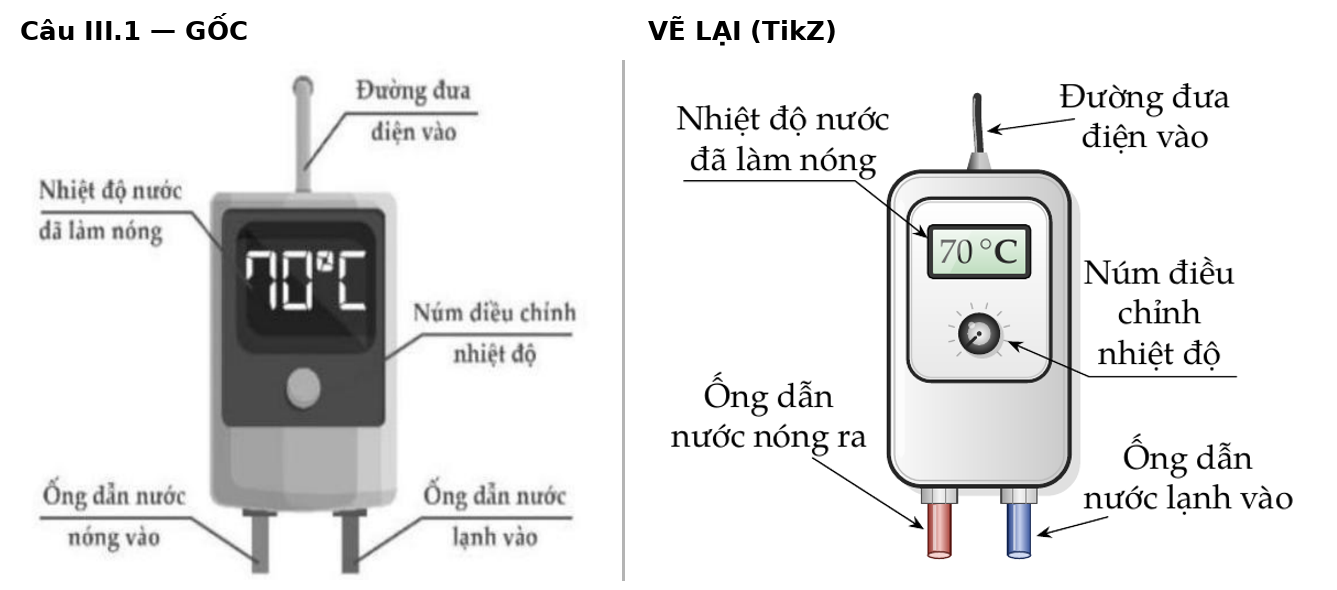 Câu III.1 — GỐC
Đường đưa
điện vào
Nhiệt độ nước
đã làm nóng
70°C
Núm điều chỉnh
nhiệt độ
Ống dẫn nước
nóng vào
Ống dẫn nước
lạnh vào
VẼ LẠI (TikZ)
Đường đưa
điện vào
Nhiệt độ nước
đã làm nóng
70 °C
Núm điều
chỉnh
nhiệt độ
Ống dẫn
nước nóng ra
Ống dẫn
nước lạnh vào